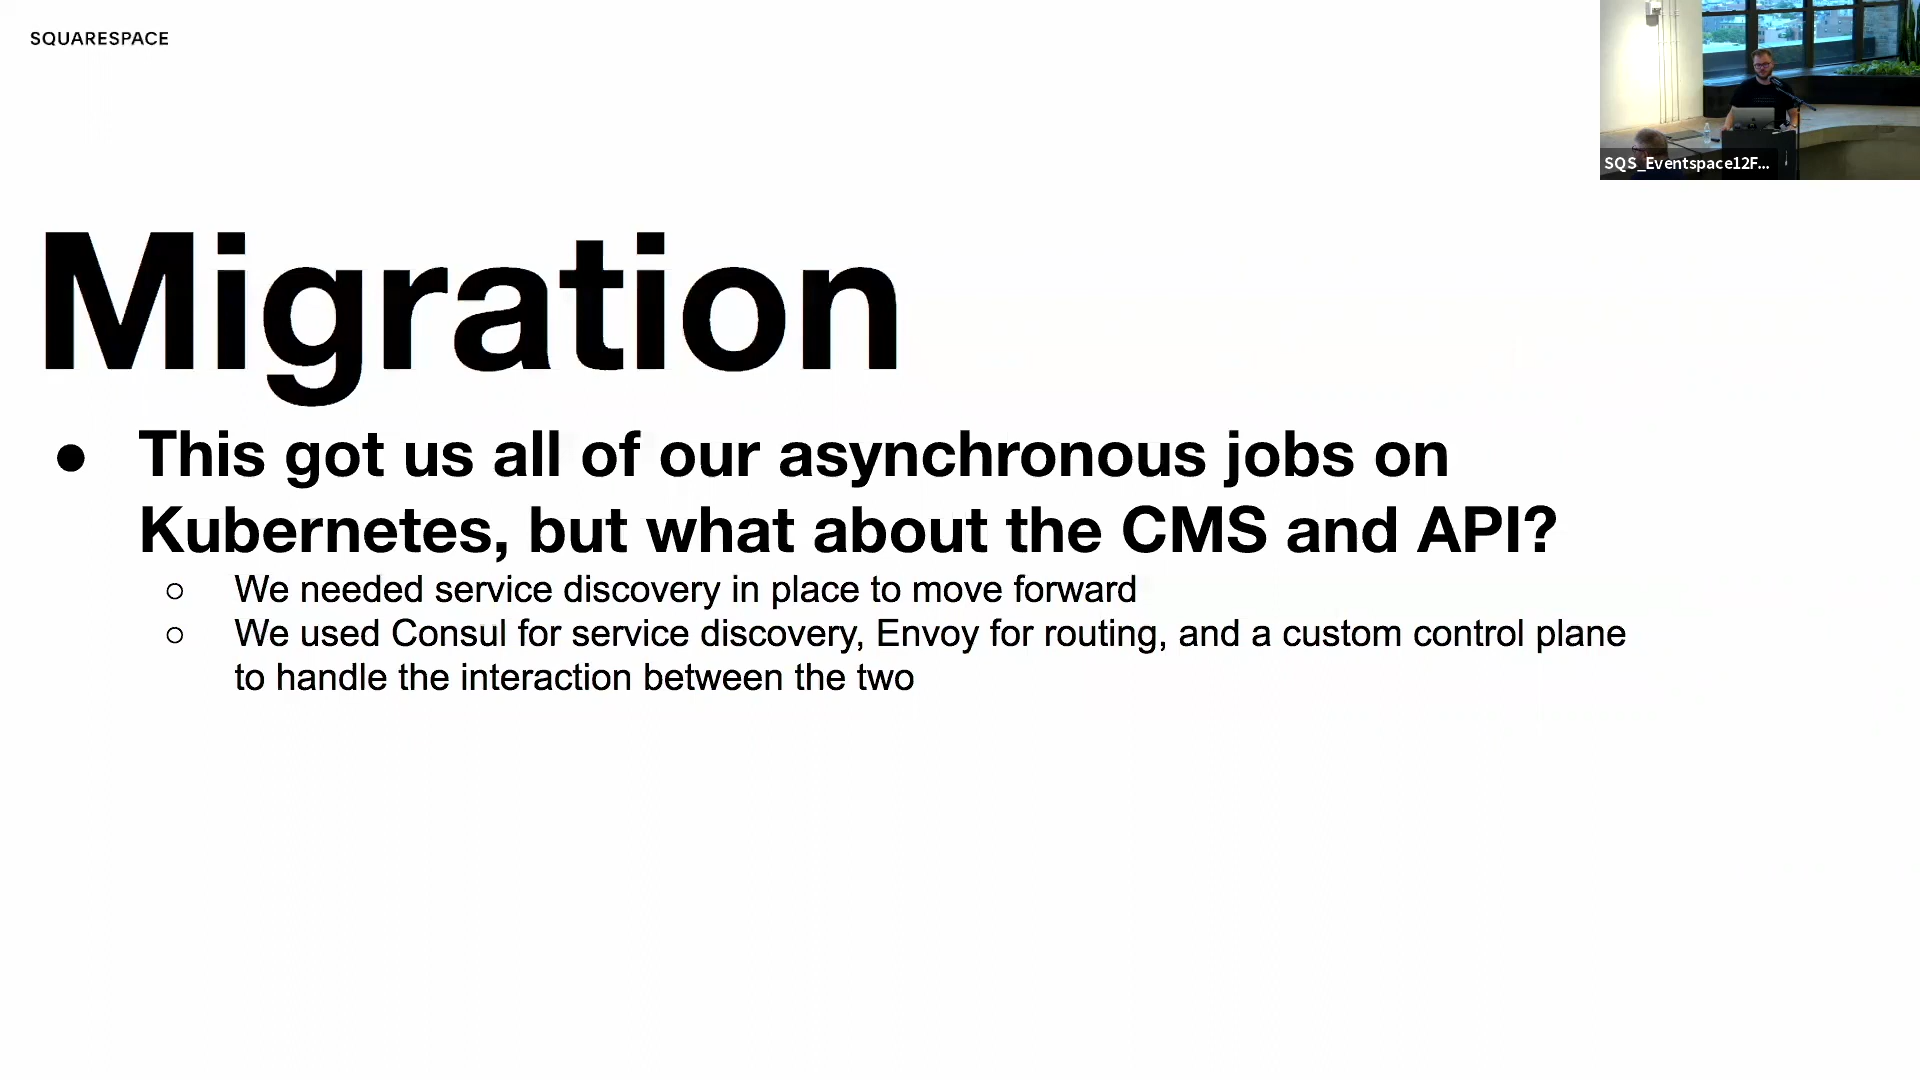 SQUARESPACE
SQS_Eventspace12F...
Migration
● This got us all of our asynchronous jobs on
Kubernetes, but what about the CMS and API?
○ We needed service discovery in place to move forward
○ We used Consul for service discovery, Envoy for routing, and a custom control plane
to handle the interaction between the two